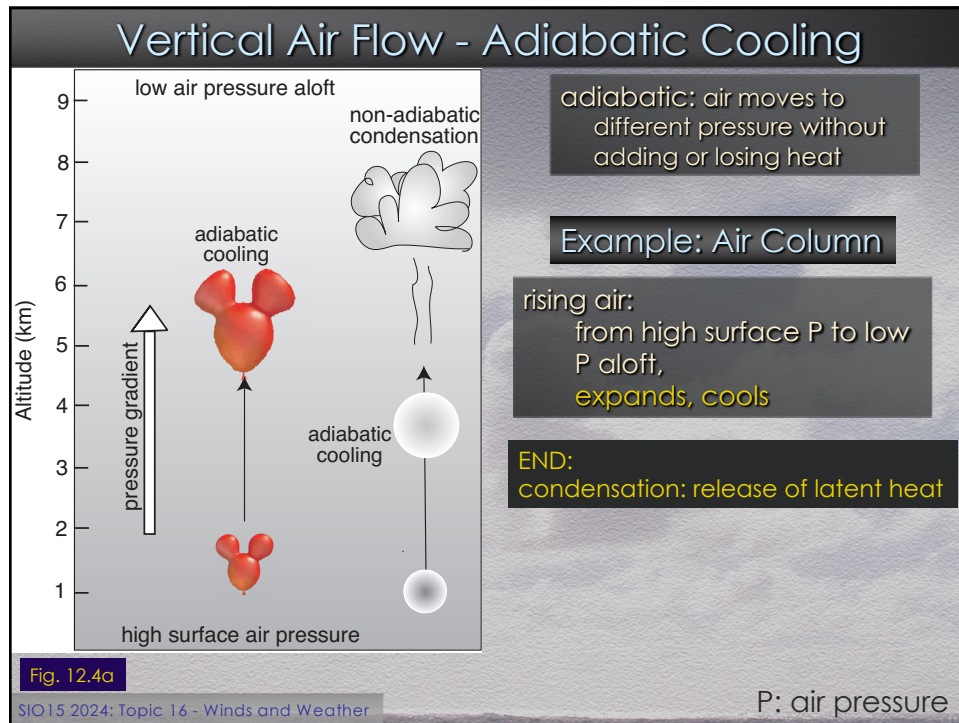 Vertical Air Flow - Adiabatic Cooling
low air pressure aloft
non-adiabatic
condensation
adiabatic
cooling
adiabatic
cooling
Altitude (km)
9
8
7
6
5
4
3
2
1
pressure gradient
high surface air pressure
adiabatic: air moves to
different pressure without
adding or losing heat
Example: Air Column
rising air:
from high surface P to low
P aloft,
expands, cools
END:
condensation: release of latent heat
Fig. 12.4a
SIO15 2024: Topic 16 - Winds and Weather
P: air pressure